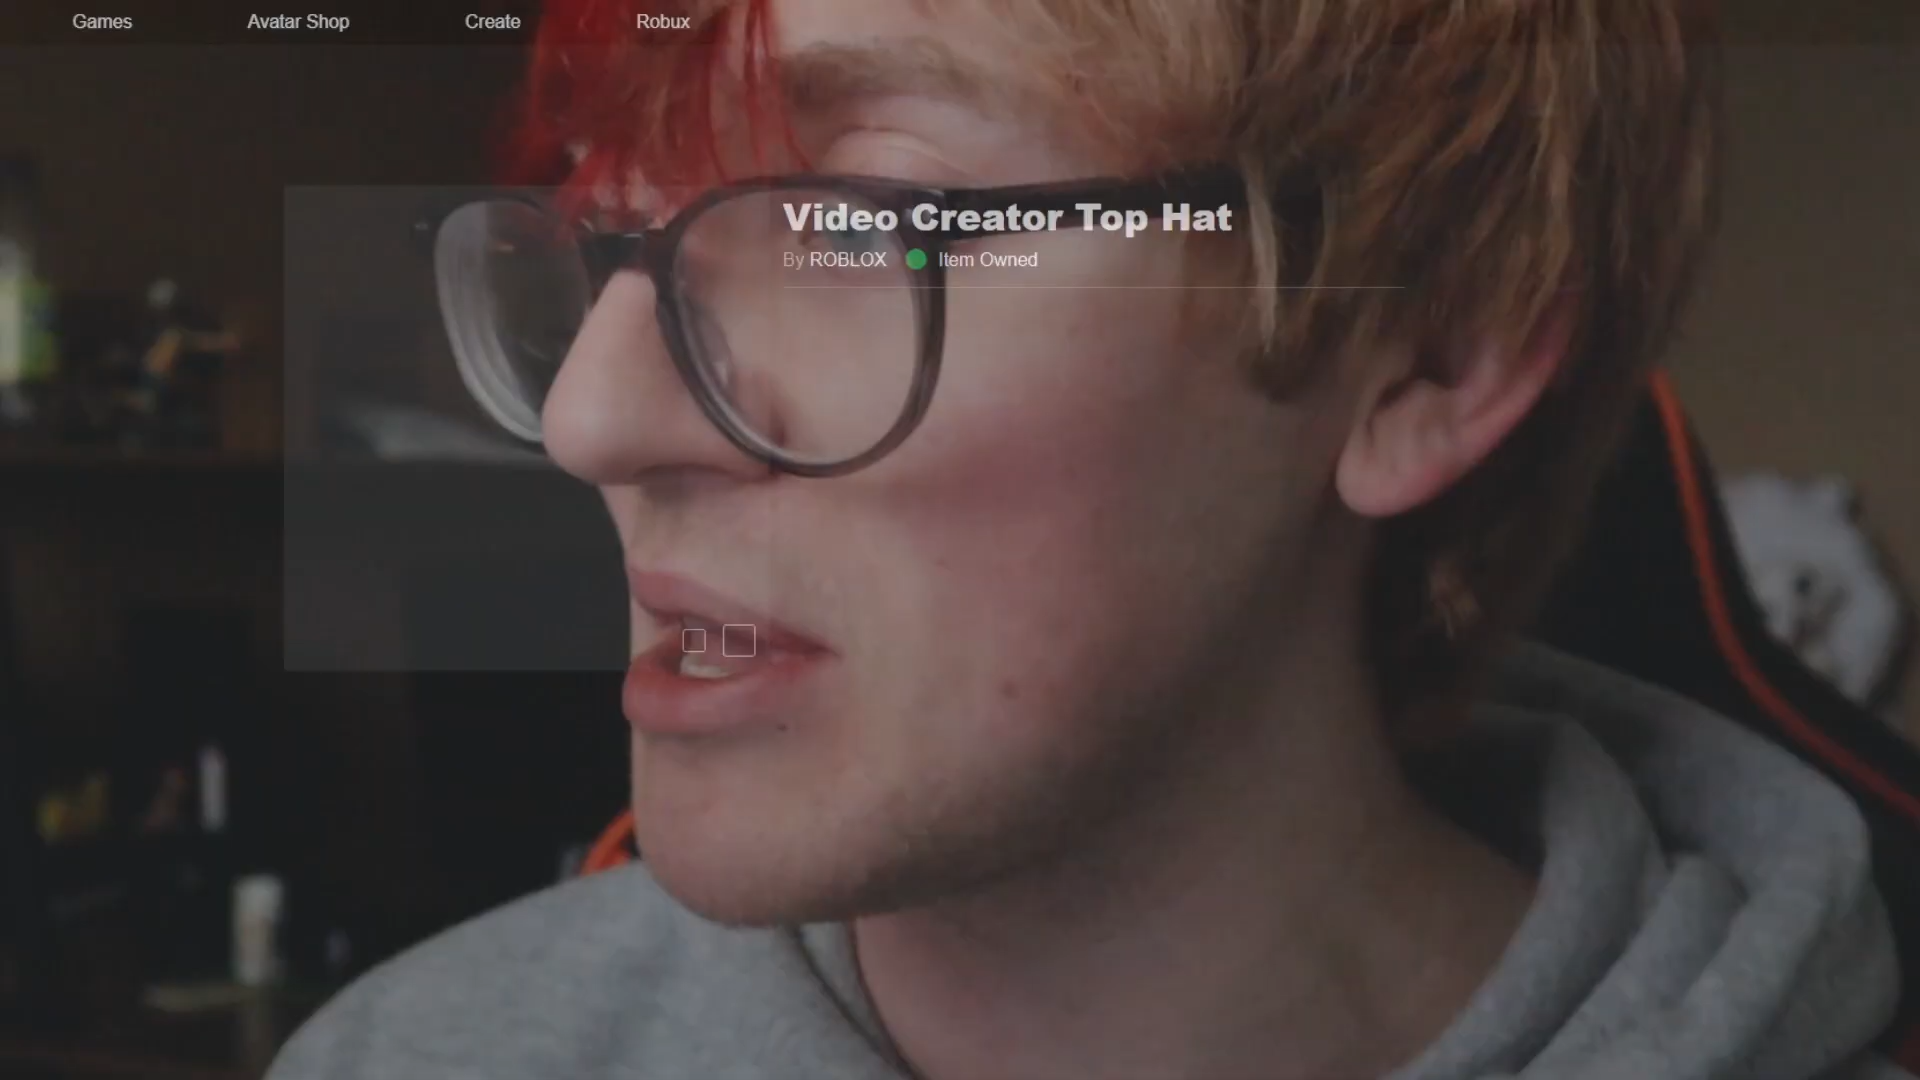 Games
Avatar Shop
Create
Robux
Video Creator Top Hat
By ROBLOX Item Owned